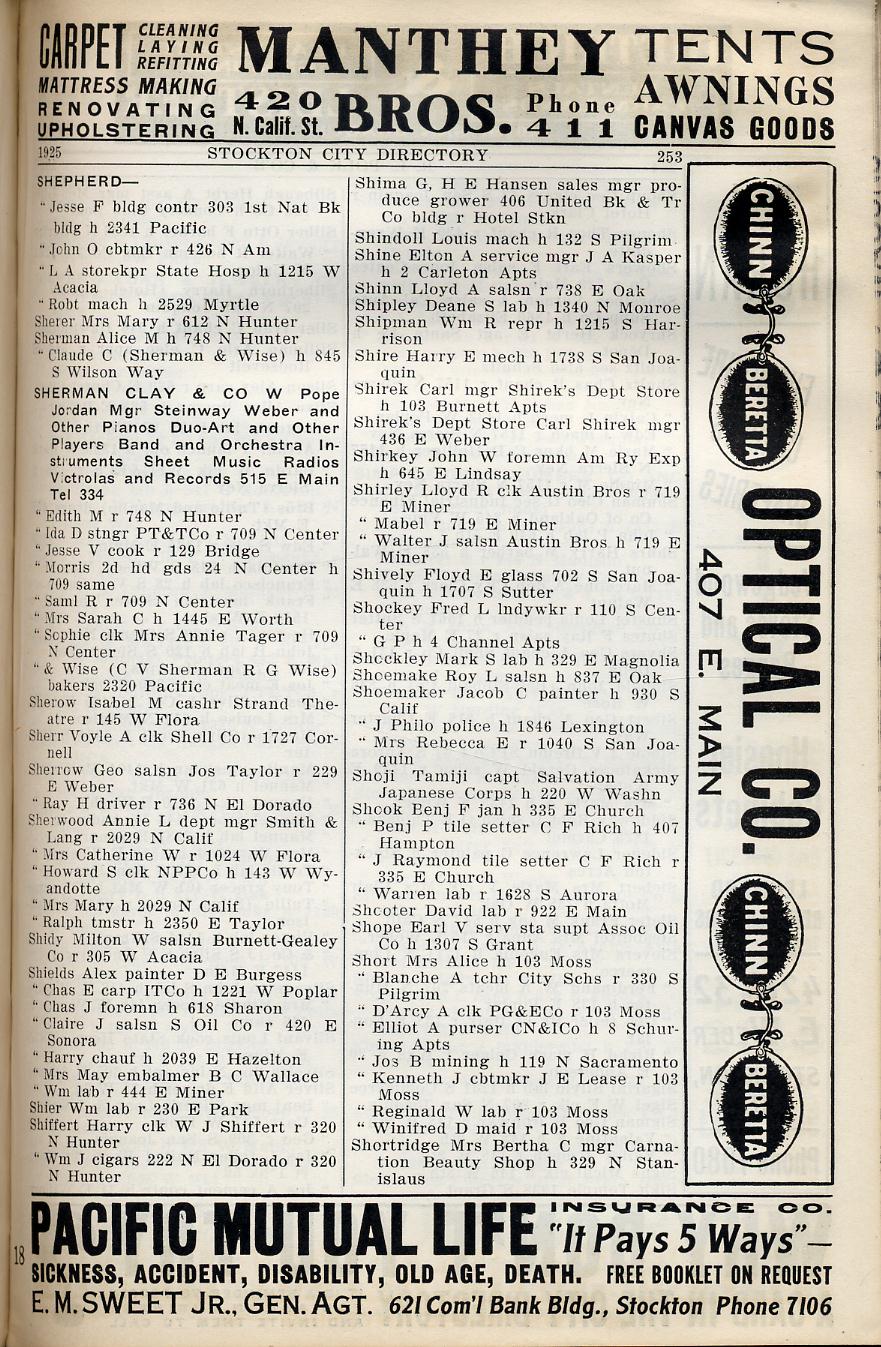 CARPET CLEANING
LAYING
REFITTING
MATTRESS MAKING
RENOVATING
UPHOLSTERING
MANTHEY
420
N. Calif. St.
BROS.
Phone
411
TENTS
AWNINGS
CANVAS GOODS
1925 STOCKTON CITY DIRECTORY 253
SHEPHERD—
" Jesse F bldg contr 303 1st Nat Bk
bldg h 2341 Pacific
" John O cbtmkr r 426 N Am
" L A storekpr State Hosp h 1215 W
Acacia
" Robt mach h 2529 Myrtle
Sherer Mrs Mary r 612 N Hunter
Sherman Alice M h 748 N Hunter
" Claude C (Sherman & Wise) h 845
S Wilson Way
SHERMAN CLAY & CO W Pope
Jordan Mgr Steinway Weber and
Other Pianos Duo-Art and Other
Players Band and Orchestra In-
struments Sheet Music Radios
Victrolas and Records 515 E Main
Tel 334
" Edith M r 748 N Hunter
" Ida D stngr PT&TCo r 709 N Center
" Jesse V cook r 129 Bridge
" Morris 2d hd gds 24 N Center h
709 same
" Saml R r 709 N Center
" Mrs Sarah C h 1445 E Worth
" Sophie clk Mrs Annie Tager r 709
N Center
" & Wise (C V Sherman R G Wise)
bakers 2320 Pacific
Sherow Isabel M cashr Strand The-
atre r 145 W Flora
Sherr Voyle A clk Shell Co r 1727 Cor-
nell
Sherrow Geo salsn Jos Taylor r 229
E Weber
" Ray H driver r 736 N El Dorado
Sherwood Annie L dept mgr Smith &
Lang r 2029 N Calif
" Mrs Catherine W r 1024 W Flora
" Howard S clk NPPCo h 143 W Wy-
andotte
" Mrs Mary h 2029 N Calif
" Ralph tmstr h 2350 E Taylor
Shidy Milton W salsn Burnett-Gealey
Co r 305 W Acacia
Shields Alex painter D E Burgess
" Chas E carp ITCo h 1221 W Poplar
" Chas J foremn h 618 Sharon
" Claire J salsn S Oil Co r 420 E
Sonora
" Harry chauf h 2039 E Hazelton
" Mrs May embalmer B C Wallace
" Wm lab r 444 E Miner
Shier Wm lab r 230 E Park
Shiffert Harry clk W J Shiffert r 320
N Hunter
" Wm J cigars 222 N El Dorado r 320
N Hunter
Shima G, H E Hansen sales mgr pro-
duce grower 406 United Bk & Tr
Co bldg r Hotel Stkn
Shindoll Louis mach h 132 S Pilgrim
Shine Elton A service mgr J A Kasper
h 2 Carleton Apts
Shinn Lloyd A salsn r 738 E Oak
Shipley Deane S lab h 1340 N Monroe
Shipman Wm R repr h 1215 S Har-
rison
Shire Harry E mech h 1738 S San Joa-
quin
Shirek Carl mgr Shirek's Dept Store
h 103 Burnett Apts
Shirek's Dept Store Carl Shirek mgr
436 E Weber
Shirkey John W foremn Am Ry Exp
h 645 E Lindsay
Shirley Lloyd R clk Austin Bros r 719
E Miner
" Mabel r 719 E Miner
" Walter J salsn Austin Bros h 719 E
Miner
Shively Floyd E glass 702 S San Joa-
quin h 1707 S Sutter
Shockey Fred L lndywkr r 110 S Cen-
ter
" G P h 4 Channel Apts
Shockley Mark S lab h 329 E Magnolia
Shoemake Roy L salsn h 837 E Oak
Shoemaker Jacob C painter h 930 S
Calif
" J Philo police h 1846 Lexington
" Mrs Rebecca E r 1040 S San Joa-
quin
Shoji Tamiji capt Salvation Army
Japanese Corps h 220 W Washn
Shook Benj F jan h 335 E Church
" Benj P tile setter C F Rich h 407
Hampton
" J Raymond tile setter C F Rich r
335 E Church
" Warren lab r 1628 S Aurora
Shooter David lab r 922 E Main
Shope Earl V serv sta supt Assoc Oil
Co h 1307 S Grant
Short Mrs Alice h 103 Moss
" Blanche A tchr City Schs r 330 S
Pilgrim
" D'Arcy A clk PG&ECo r 103 Moss
" Elliot A purser CN&ICo h 8 Schur-
ing Apts
" Jos B mining h 119 N Sacramento
" Kenneth J cbtmkr J E Lease r 103
Moss
" Reginald W lab r 103 Moss
" Winifred D maid r 103 Moss
Shortridge Mrs Bertha C mgr Carna-
tion Beauty Shop h 329 N Stan-
islaus
CHINN BERETTA
OPTICAL CO.
407 E. MAIN
CHINN BERETTA
18
PACIFIC MUTUAL LIFE INSURANCE CO.
"It Pays 5 Ways"—
SICKNESS, ACCIDENT, DISABILITY, OLD AGE, DEATH. FREE BOOKLET ON REQUEST
E. M. SWEET JR., GEN. AGT. 621 Com'l Bank Bldg., Stockton Phone 7106